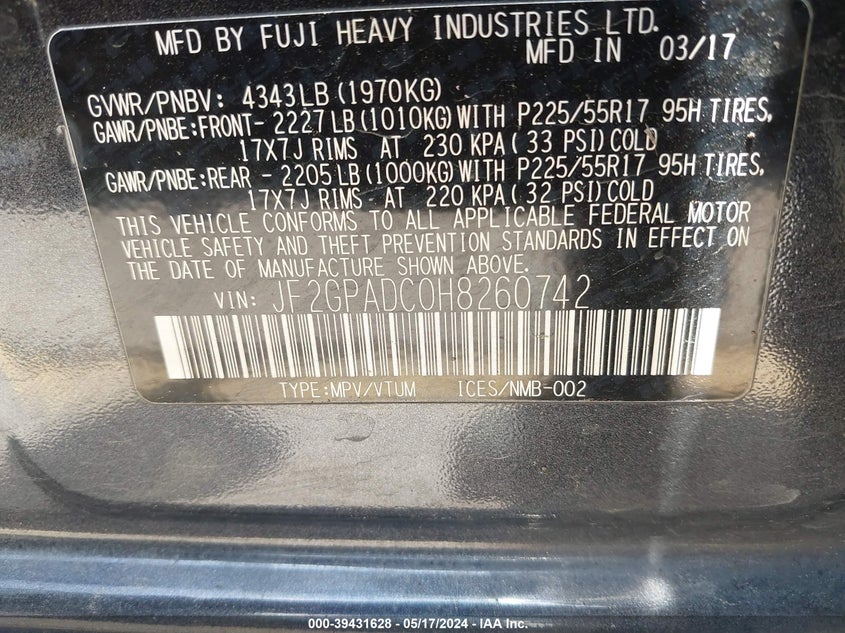 MFD BY FUJI HEAVY INDUSTRIES LTD.
MFD IN 03/17
GVWR/PNBV: 4343LB (1970KG)
GAWR/PNBE:FRONT- 2227LB (1010KG) WITH P225/55R17 95H TIRES,
17X7J RIMS AT 230 KPA ( 33 PSI) COLD
GAWR/PNBE:REAR - 2205LB (1000KG) WITH P225/55R17 95H TIRES,
17X7J RIMS AT 220 KPA ( 32 PSI) COLD
THIS VEHICLE CONFORMS TO ALL APPLICABLE FEDERAL MOTOR
VEHICLE SAFETY AND THEFT PREVENTION STANDARDS IN EFFECT ON
THE DATE OF MANUFACTURE SHOWN ABOVE.
VIN: JF2GPADC0H8260742
TYPE:MPV/VTUM ICES/NMB-002
000-39431628 - 05/17/2024 - IAA Inc.